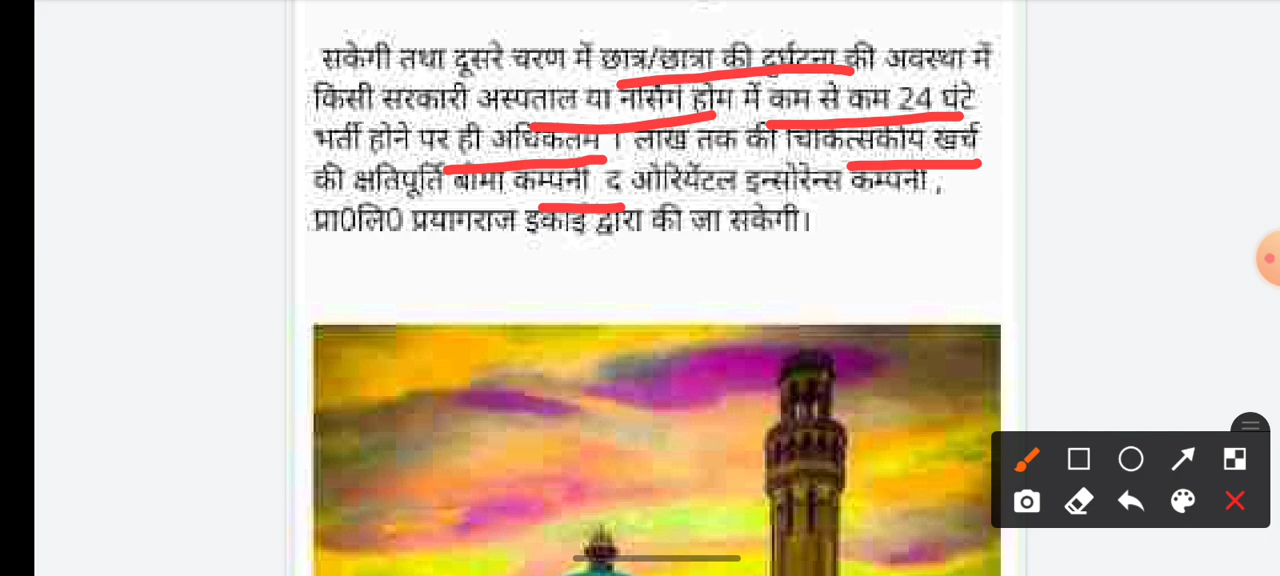 सकेगी तथा दूसरे चरण में छात्र/छात्रा की दुर्घटना की अवस्था में
किसी सरकारी अस्पताल या नर्सिंग होम में कम से कम 24 घंटे
भर्ती होने पर ही अधिकतम । लाख तक की चिकित्सकीय खर्च
की क्षतिपूर्ति बीमा कम्पनी द ओरियेंटल इन्सोरेन्स कम्पनी ,
प्रा0लि0 प्रयागराज इकाई द्वारा की जा सकेगी।